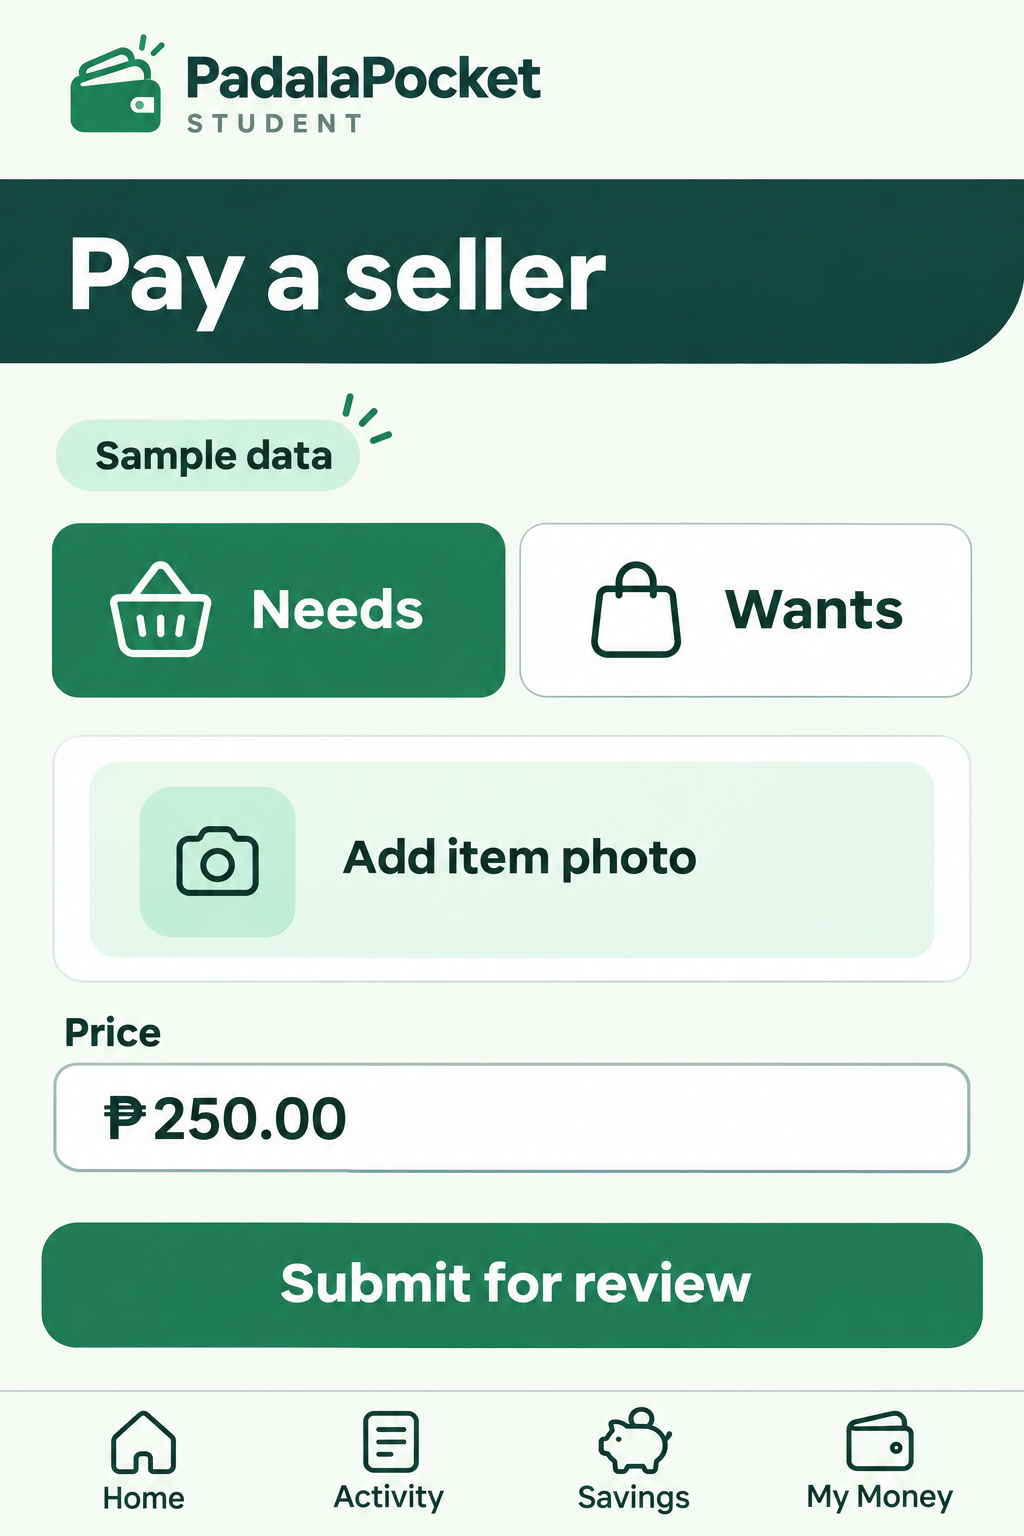 PadalaPocket
STUDENT
Pay a seller
Sample data
Needs
Wants
Add item photo
Price
₱250.00
Submit for review
Home
Activity
Savings
My Money